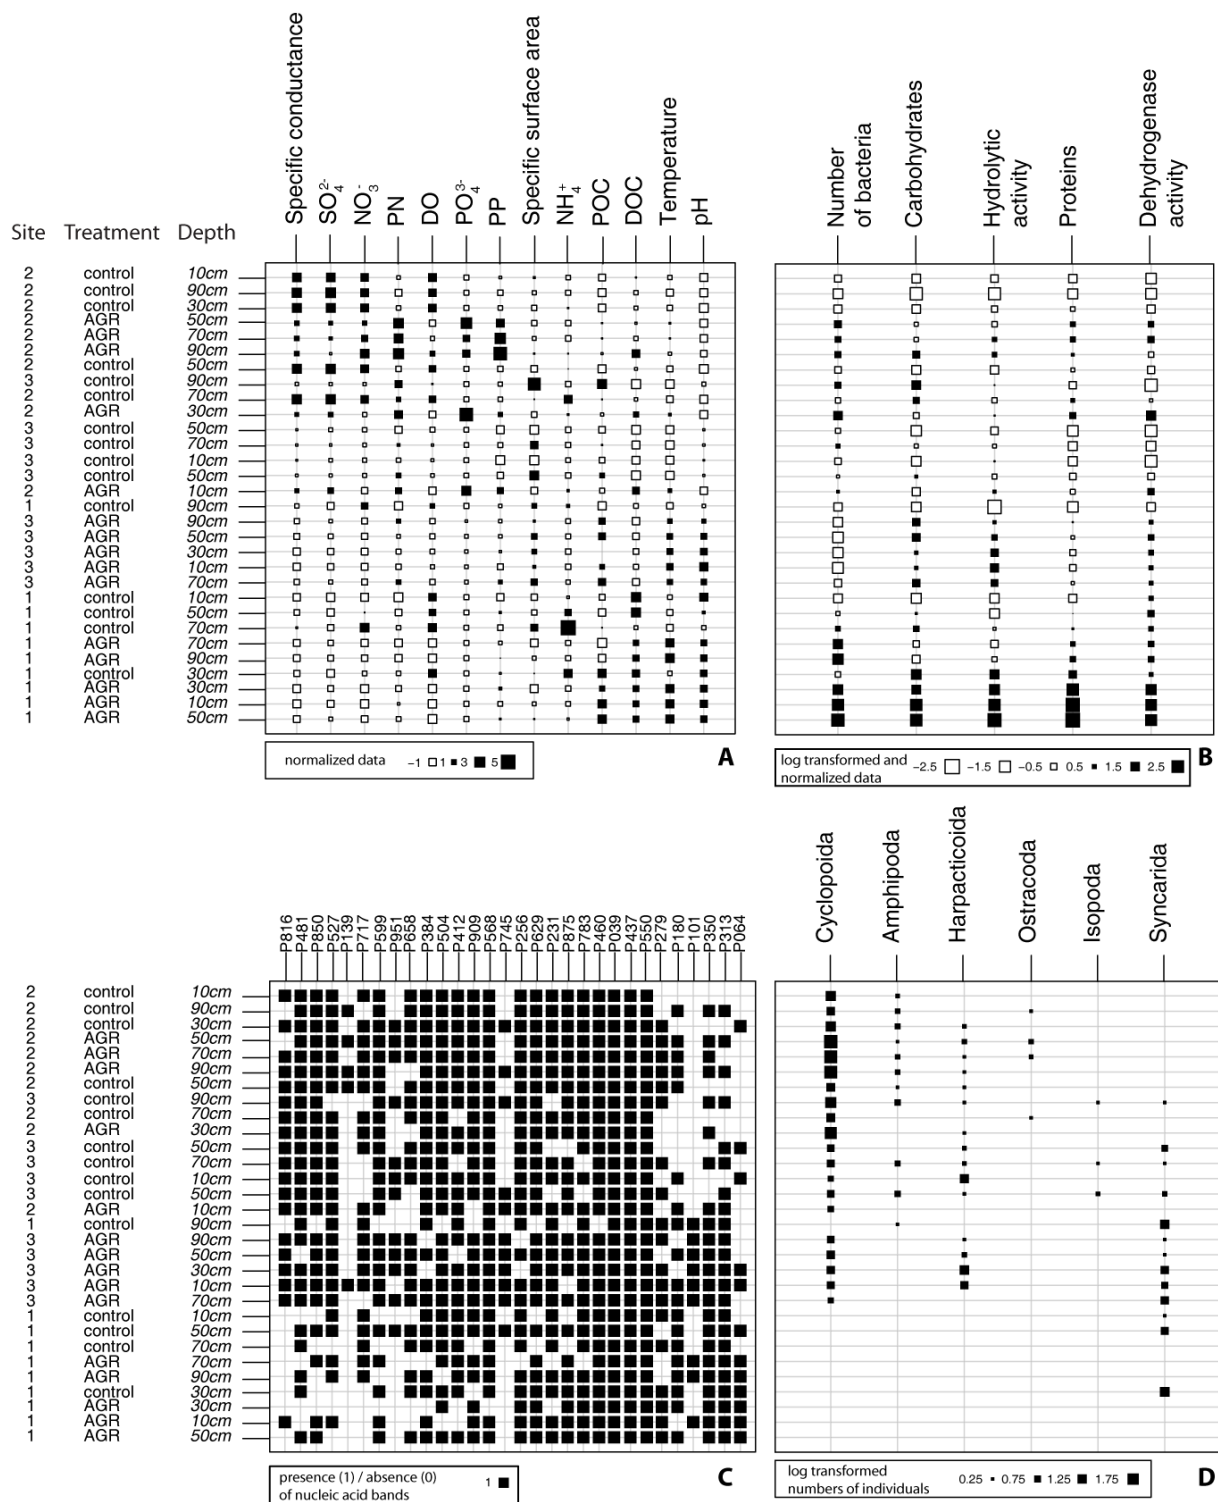 Specific conductance
SO₄²⁻
NO₃⁻
PN
DO
PO₄³⁻
PP
Specific surface area
NH₄⁺
POC
DOC
Temperature
pH
Number
of bacteria
Carbohydrates
Hydrolytic
activity
Proteins
Dehydrogenase
activity
Site Treatment Depth
2 control 10cm
2 control 90cm
2 control 30cm
2 AGR 50cm
2 AGR 70cm
2 AGR 90cm
2 control 50cm
3 control 90cm
2 control 70cm
2 AGR 30cm
3 control 50cm
3 control 70cm
3 control 10cm
3 control 50cm
2 AGR 10cm
1 control 90cm
3 AGR 90cm
3 AGR 50cm
3 AGR 30cm
3 AGR 10cm
3 AGR 70cm
1 control 10cm
1 control 50cm
1 control 70cm
1 AGR 70cm
1 AGR 90cm
1 control 30cm
1 AGR 30cm
1 AGR 10cm
1 AGR 50cm
normalized data −1 1 3 5
A
log transformed and
normalized data −2.5 −1.5 −0.5 0.5 1.5 2.5
B
P816
P481
P850
P527
P139
P717
P599
P951
P658
P384
P504
P412
P909
P568
P745
P256
P629
P231
P875
P783
P460
P039
P437
P550
P279
P180
P101
P350
P313
P064
Cyclopoida
Amphipoda
Harpacticoida
Ostracoda
Isopoda
Syncarida
2 control 10cm
2 control 90cm
2 control 30cm
2 AGR 50cm
2 AGR 70cm
2 AGR 90cm
2 control 50cm
3 control 90cm
2 control 70cm
2 AGR 30cm
3 control 50cm
3 control 70cm
3 control 10cm
3 control 50cm
2 AGR 10cm
1 control 90cm
3 AGR 90cm
3 AGR 50cm
3 AGR 30cm
3 AGR 10cm
3 AGR 70cm
1 control 10cm
1 control 50cm
1 control 70cm
1 AGR 70cm
1 AGR 90cm
1 control 30cm
1 AGR 30cm
1 AGR 10cm
1 AGR 50cm
presence (1) / absence (0)
of nucleic acid bands 1
C
log transformed
numbers of individuals 0.25 0.75 1.25 1.75
D